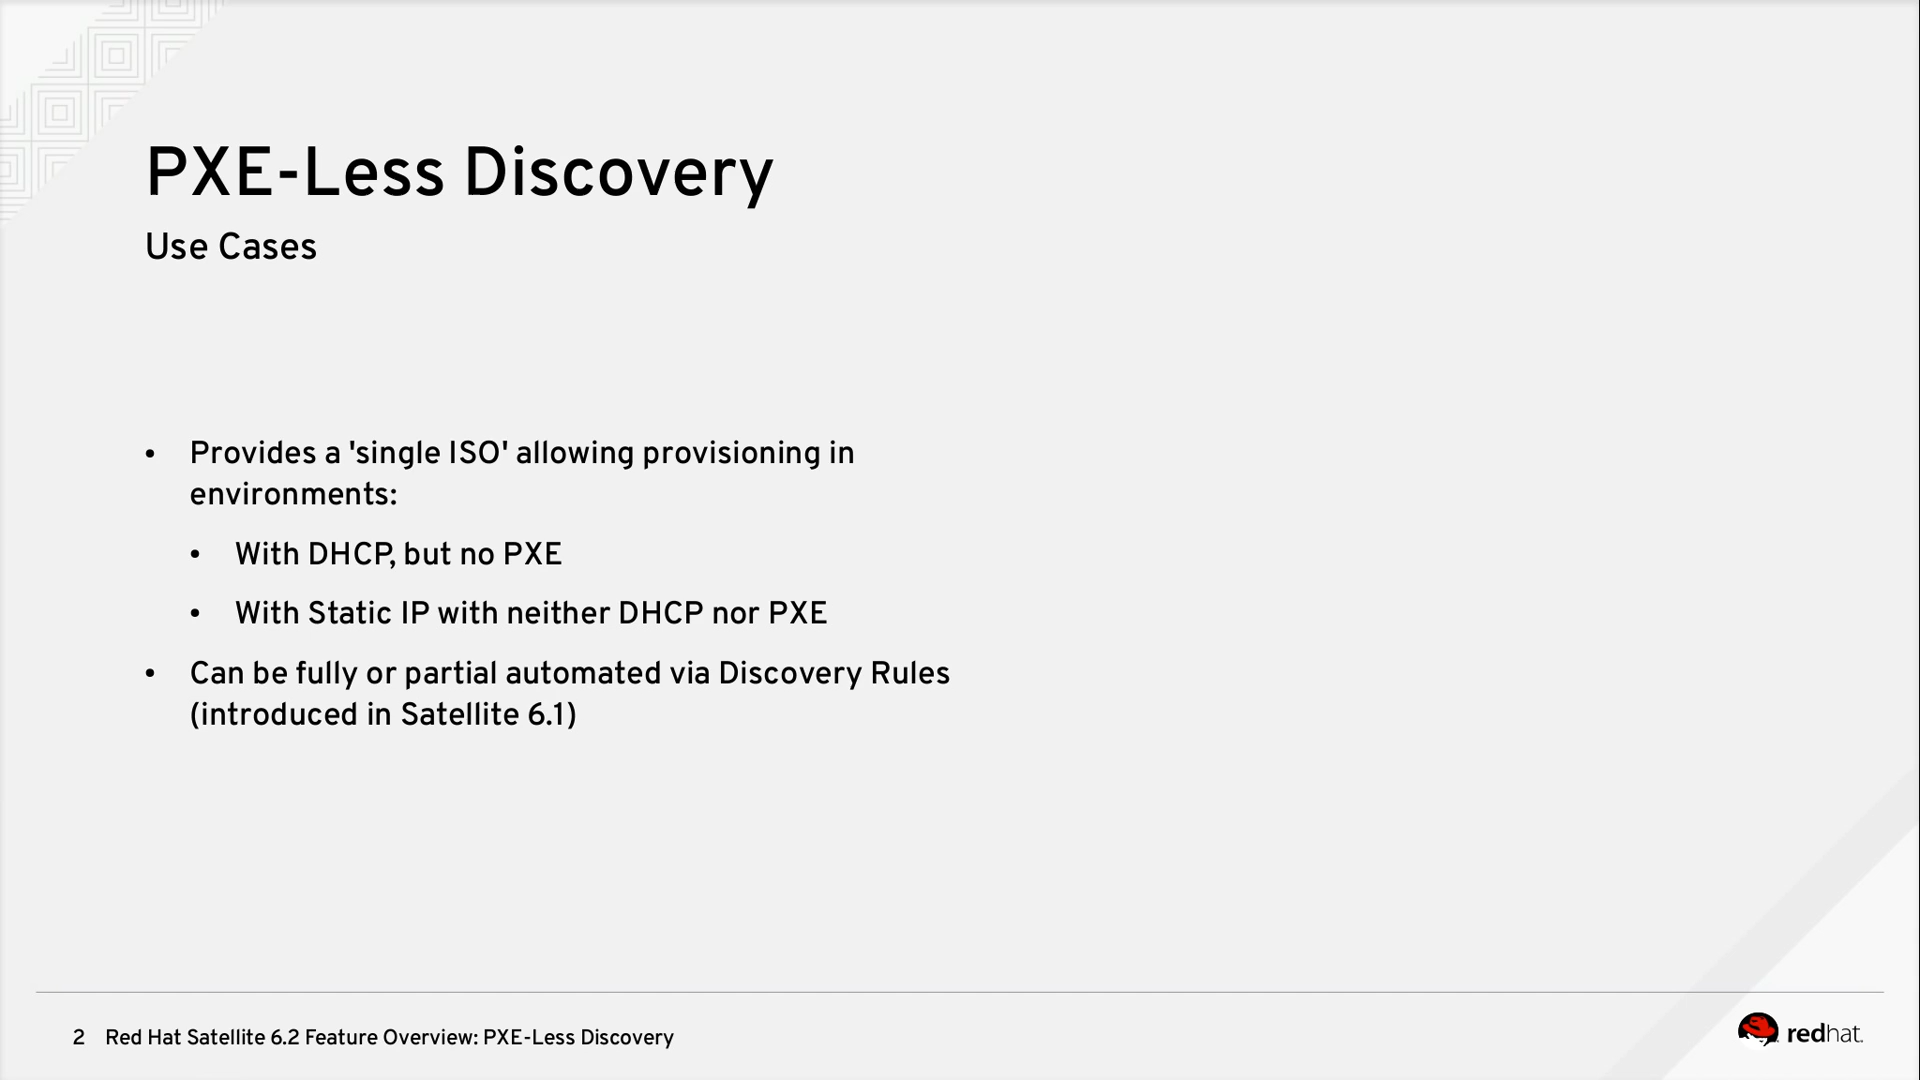 PXE-Less Discovery
Use Cases
• Provides a 'single ISO' allowing provisioning in
environments:
• With DHCP, but no PXE
• With Static IP with neither DHCP nor PXE
• Can be fully or partial automated via Discovery Rules
(introduced in Satellite 6.1)
2 Red Hat Satellite 6.2 Feature Overview: PXE-Less Discovery
redhat.